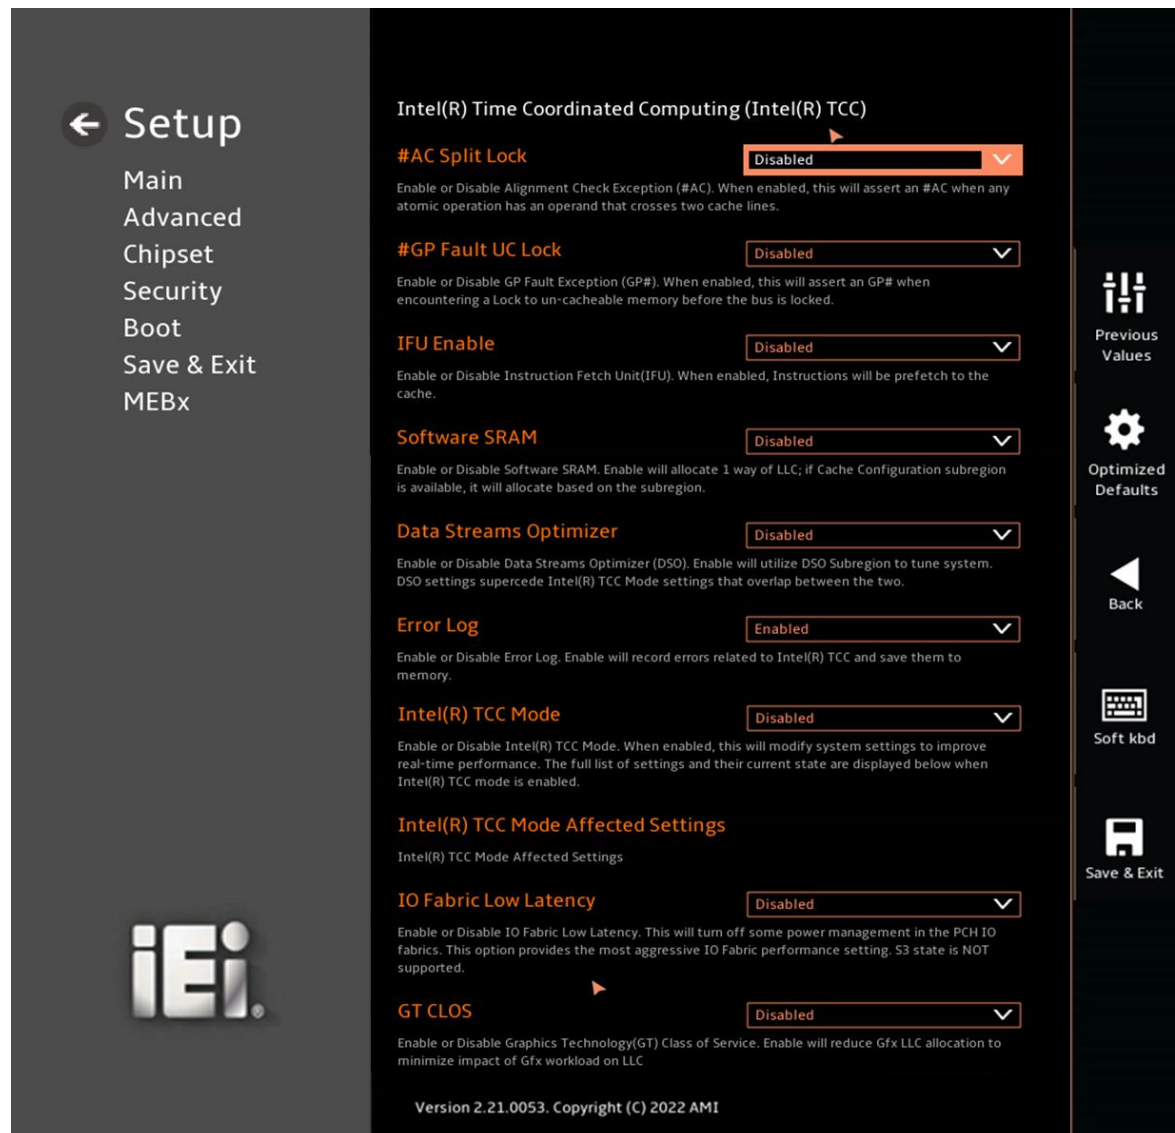 Setup
Main
Advanced
Chipset
Security
Boot
Save & Exit
MEBx
iEi®
Intel(R) Time Coordinated Computing (Intel(R) TCC)
#AC Split Lock
Disabled
Enable or Disable Alignment Check Exception (#AC). When enabled, this will assert an #AC when any
atomic operation has an operand that crosses two cache lines.
#GP Fault UC Lock
Disabled
Enable or Disable GP Fault Exception (GP#). When enabled, this will assert an GP# when
encountering a Lock to un-cacheable memory before the bus is locked.
IFU Enable
Disabled
Enable or Disable Instruction Fetch Unit(IFU). When enabled, Instructions will be prefetch to the
cache.
Software SRAM
Disabled
Enable or Disable Software SRAM. Enable will allocate 1 way of LLC; if Cache Configuration subregion
is available, it will allocate based on the subregion.
Data Streams Optimizer
Disabled
Enable or Disable Data Streams Optimizer (DSO). Enable will utilize DSO Subregion to tune system.
DSO settings supercede Intel(R) TCC Mode settings that overlap between the two.
Error Log
Enabled
Enable or Disable Error Log. Enable will record errors related to Intel(R) TCC and save them to
memory.
Intel(R) TCC Mode
Disabled
Enable or Disable Intel(R) TCC Mode. When enabled, this will modify system settings to improve
real-time performance. The full list of settings and their current state are displayed below when
Intel(R) TCC mode is enabled.
Intel(R) TCC Mode Affected Settings
Intel(R) TCC Mode Affected Settings
IO Fabric Low Latency
Disabled
Enable or Disable IO Fabric Low Latency. This will turn off some power management in the PCH IO
fabrics. This option provides the most aggressive IO Fabric performance setting. S3 state is NOT
supported.
GT CLOS
Disabled
Enable or Disable Graphics Technology(GT) Class of Service. Enable will reduce Gfx LLC allocation to
minimize impact of Gfx workload on LLC
Version 2.21.0053. Copyright (C) 2022 AMI
Previous
Values
Optimized
Defaults
Back
Soft kbd
Save & Exit